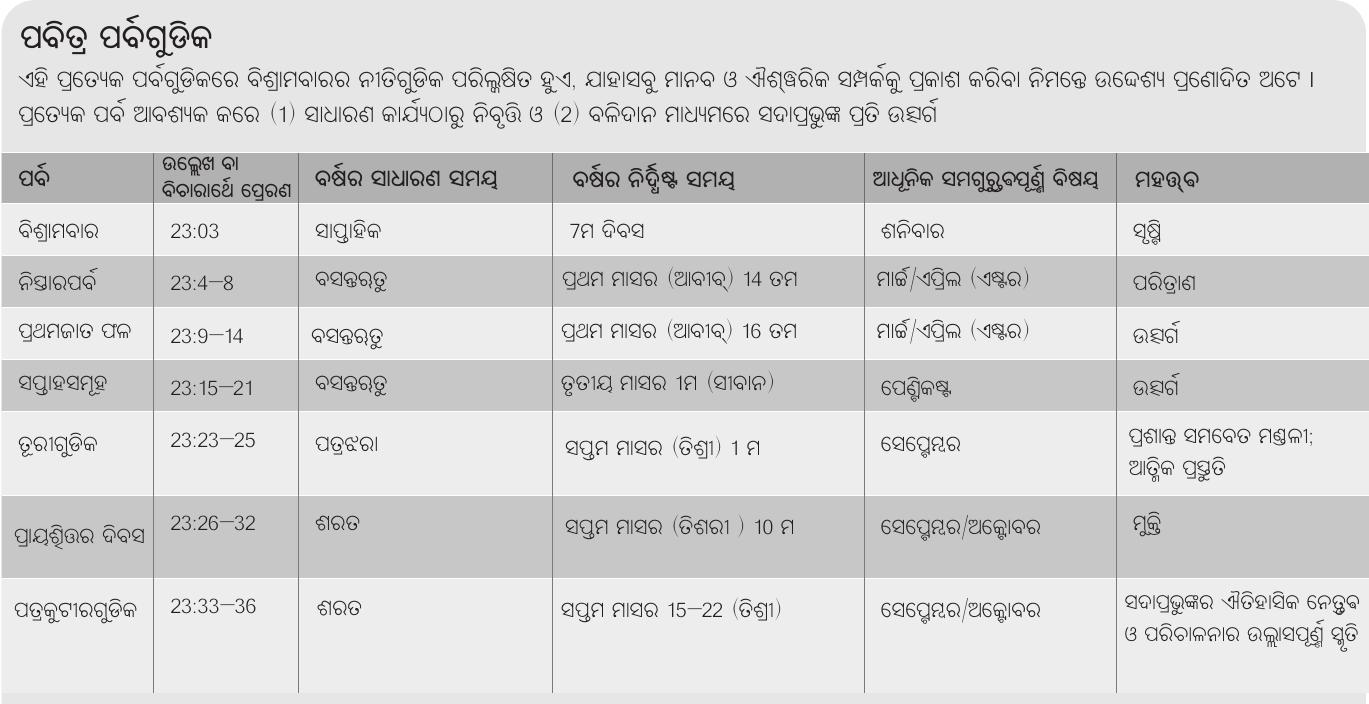 ପବିତ୍ର ପର୍ବଗୁଡିକ
ଏହି ପ୍ରତ୍ୟେକ ପର୍ବଗୁଡିକରେ ବିଶ୍ରାମବାରର ନୀତିଗୁଡିକ ପରିଲକ୍ଷିତ ହୁଏ, ଯାହାସବୁ ମାନବ ଓ ଐଶ୍ୱରିକ ସମ୍ପର୍କକୁ ପ୍ରକାଶ କରିବା ନିମନ୍ତେ ଉଦ୍ଦେଶ୍ୟ ପ୍ରଣୋଦିତ ଅଟେ ।
ପ୍ରତ୍ୟେକ ପର୍ବ ଆବଶ୍ୟକ କରେ (1) ସାଧାରଣ କାର୍ଯ୍ୟଠାରୁ ନିବୃତ୍ତି ଓ (2) ବଳିଦାନ ମାଧ୍ୟମରେ ସଦାପ୍ରଭୁଙ୍କ ପ୍ରତି ଉତ୍ସର୍ଗ
ପର୍ବ ଉଲ୍ଲେଖ ବା ବିଚାରାର୍ଥେ ପ୍ରେରଣ ବର୍ଷର ସାଧାରଣ ସମୟ ବର୍ଷର ନିର୍ଦ୍ଧିଷ୍ଟ ସମୟ ଆଧୂନିକ ସମଗୁରୁତ୍ତ୍ୱପୂର୍ଣ୍ଣ ବିଷୟ ମହତ୍ତ୍ୱ
ବିଶ୍ରାମବାର 23:03 ସାପ୍ତାହିକ 7ମ ଦିବସ ଶନିବାର ସୃଷ୍ଟି
ନିସ୍ତାରପର୍ବ 23:4–8 ବସନ୍ତଋତୁ ପ୍ରଥମ ମାସର (ଆବୀବ୍) 14 ତମ ମାର୍ଚ୍ଚ/ଏପ୍ରିଲ (ଏଷ୍ଟର) ପରିତ୍ରାଣ
ପ୍ରଥମଜାତ ଫଳ 23:9–14 ବସନ୍ତଋତୁ ପ୍ରଥମ ମାସର (ଆବୀବ୍) 16 ତମ ମାର୍ଚ୍ଚ/ଏପ୍ରିଲ (ଏଷ୍ଟର) ଉତ୍ସର୍ଗ
ସପ୍ତାହସମୂହ 23:15–21 ବସନ୍ତଋତୁ ତୃତୀୟ ମାସର 1ମ (ସୀବାନ) ପେଣ୍ଟିକଷ୍ଟ ଉତ୍ସର୍ଗ
ତୂରୀଗୁଡିକ 23:23–25 ପତ୍ରଝରା ସପ୍ତମ ମାସର (ତିଶ୍ରୀ) 1 ମ ସେପ୍ଟେମ୍ବର ପ୍ରଶାନ୍ତ ସମବେତ ମଣ୍ଡଳୀ;
ଆତ୍ମିକ ପ୍ରସ୍ତୁତି
ପ୍ରାୟଶ୍ଚିତ୍ତର ଦିବସ 23:26–32 ଶରତ ସପ୍ତମ ମାସର (ତିଶରୀ ) 10 ମ ସେପ୍ଟେମ୍ବର/ଅକ୍ଟୋବର ମୁକ୍ତି
ପତ୍ରକୁଟୀରଗୁଡିକ 23:33–36 ଶରତ ସପ୍ତମ ମାସର 15–22 (ତିଶ୍ରୀ) ସେପ୍ଟେମ୍ବର/ଅକ୍ଟୋବର ସଦାପ୍ରଭୁଙ୍କର ଐତିହାସିକ ନେତ୍ତୃତ୍ୱ
ଓ ପରିଚାଳନାର ଉଲ୍ଲାସପୂର୍ଣ୍ଣ ସ୍ମୃତି